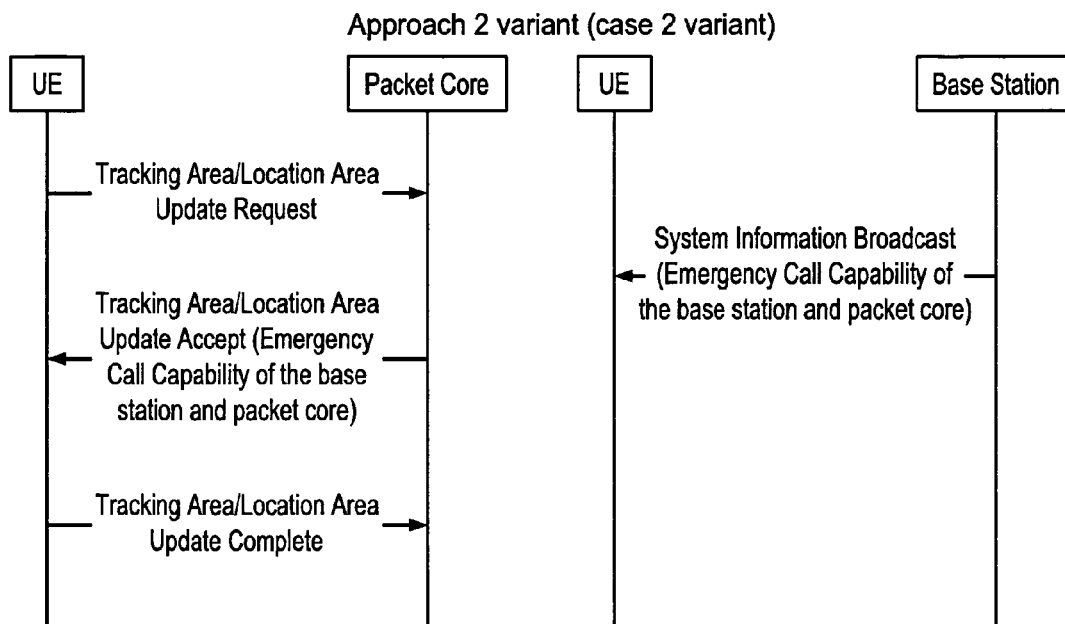 Approach 2 variant (case 2 variant)
UE
Packet Core
UE
Base Station
Tracking Area/Location Area
Update Request
Tracking Area/Location Area
Update Accept (Emergency
Call Capability of the base
station and packet core)
Tracking Area/Location Area
Update Complete
System Information Broadcast
(Emergency Call Capability of
the base station and packet core)